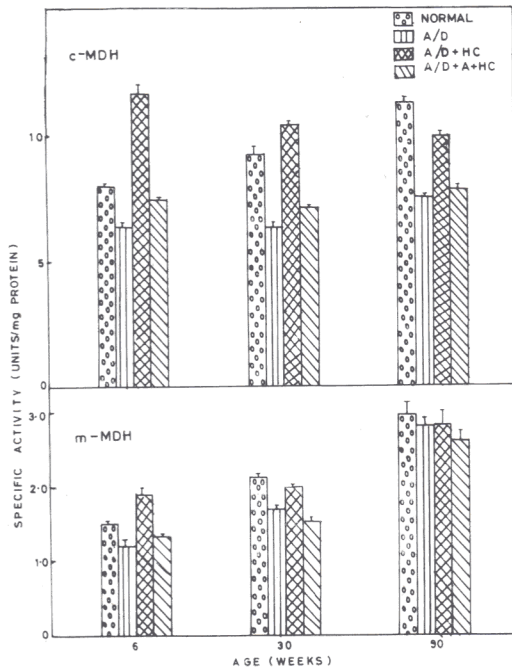 NORMAL
A/D
A/D+HC
A/D+A+HC
c-MDH
10
5
0
SPECIFIC ACTIVITY (UNITS/mg PROTEIN)
m-MDH
3·0
2·0
1·0
0
6 30 90
AGE (WEEKS)